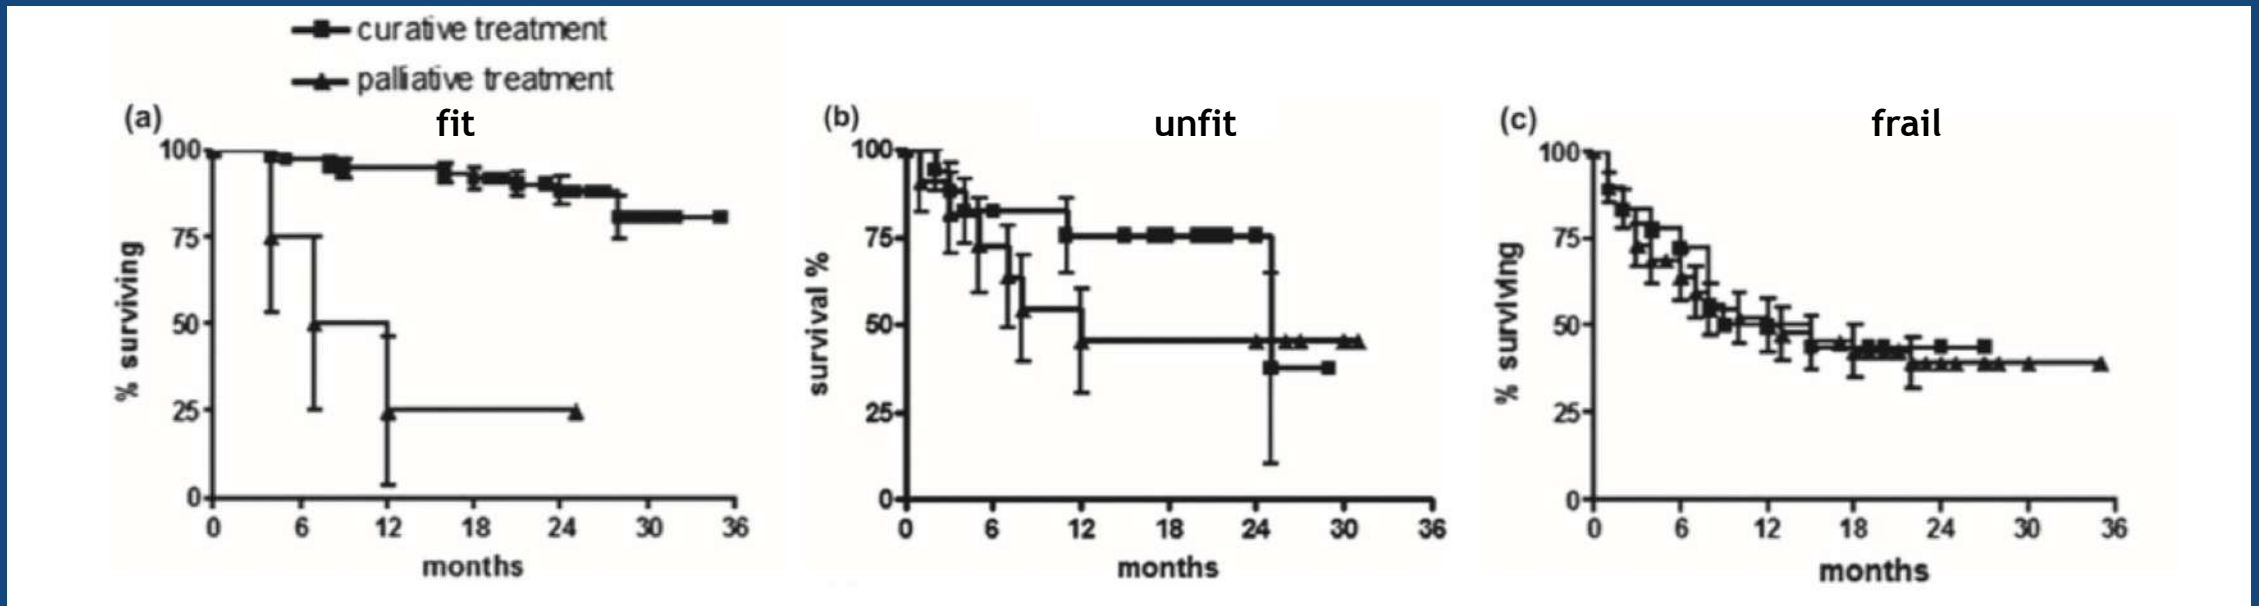 curative treatment
palliative treatment
(a)
fit
100
75
50
25
0
% surviving
0 6 12 18 24 30 36
months
(b)
unfit
100
75
50
25
0
survival %
0 6 12 18 24 30 36
months
(c)
frail
100
75
50
25
0
% surviving
0 6 12 18 24 30 36
months